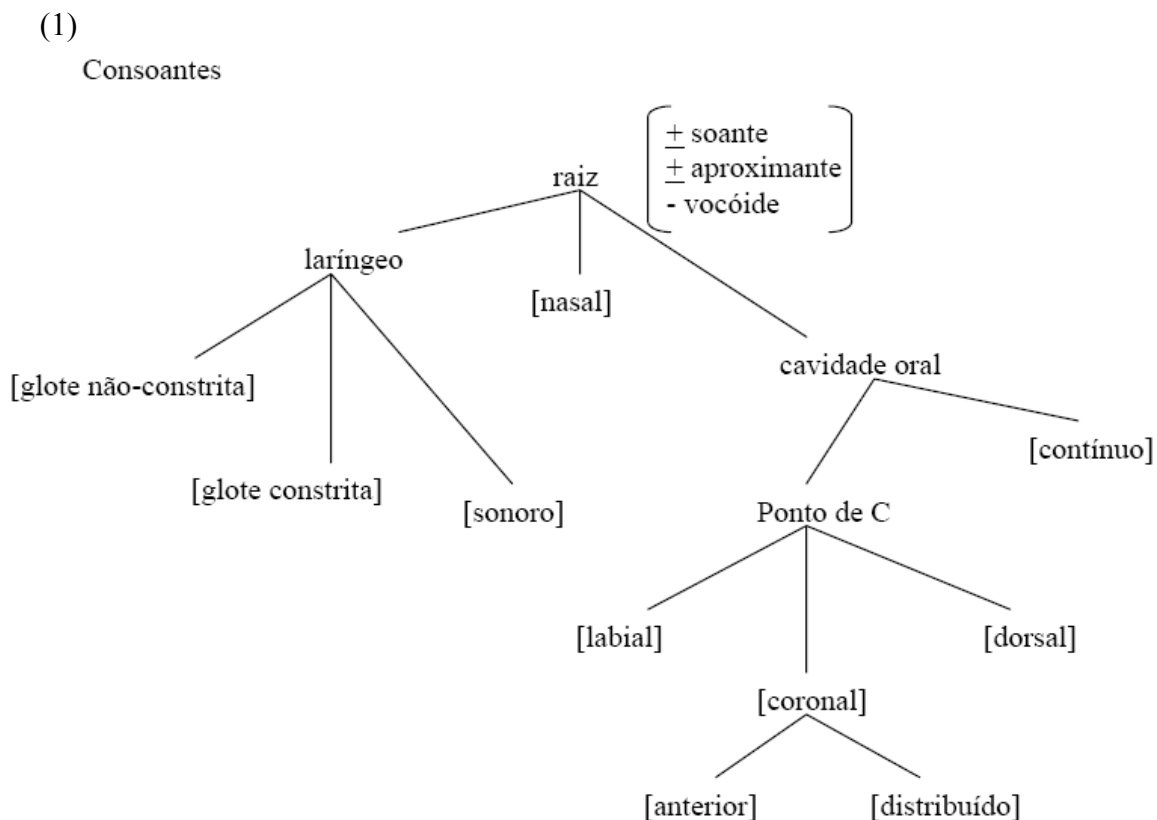 (1)
Consoantes
± soante
± aproximante
- vocóide
raiz
laríngeo
[nasal]
cavidade oral
[glote não-constrita]
[contínuo]
[glote constrita]
[sonoro]
Ponto de C
[labial]
[dorsal]
[coronal]
[anterior]
[distribuído]